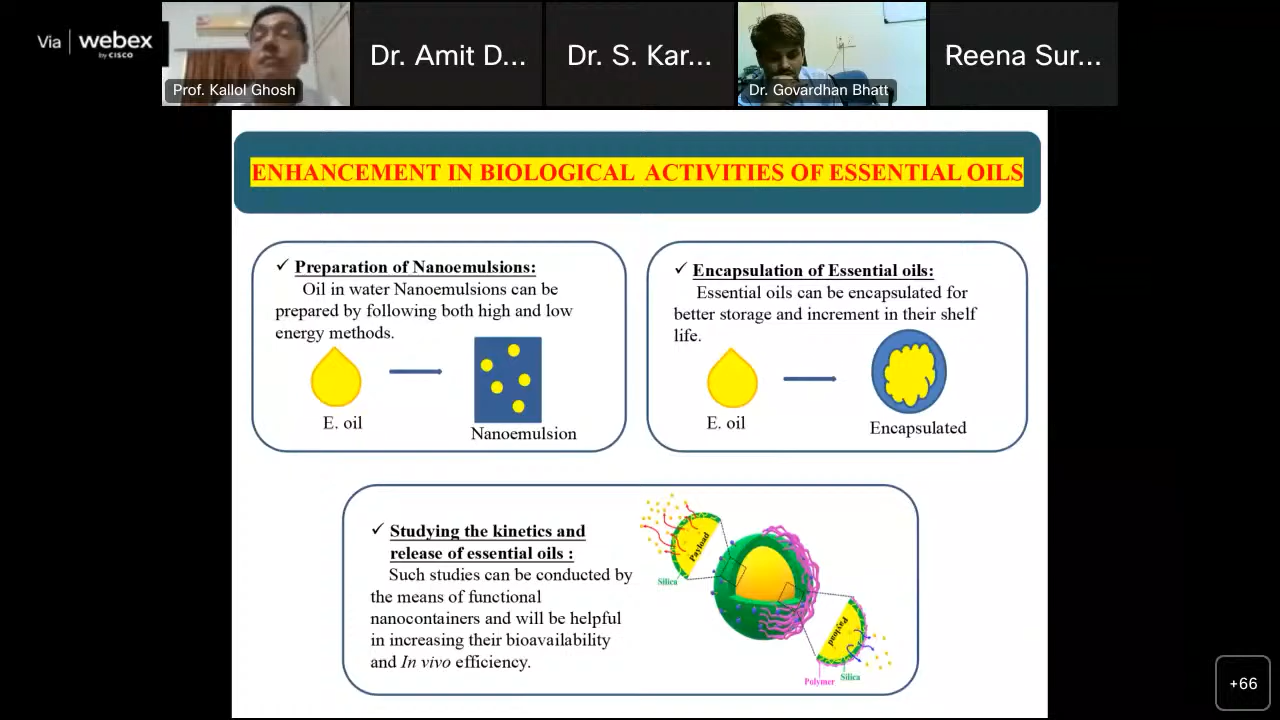 Via | webex
by CISCO
Prof. Kallol Ghosh
Dr. Amit D...
Dr. S. Kar...
Dr. Govardhan Bhatt
Reena Sur...
ENHANCEMENT IN BIOLOGICAL ACTIVITIES OF ESSENTIAL OILS
✓ Preparation of Nanoemulsions:
Oil in water Nanoemulsions can be
prepared by following both high and low
energy methods.
E. oil
Nanoemulsion
✓ Encapsulation of Essential oils:
Essential oils can be encapsulated for
better storage and increment in their shelf
life.
E. oil
Encapsulated
✓ Studying the kinetics and
release of essential oils :
Such studies can be conducted by
the means of functional
nanocontainers and will be helpful
in increasing their bioavailability
and In vivo efficiency.
Payload
Silica
Payload
Polymer
Silica
+66